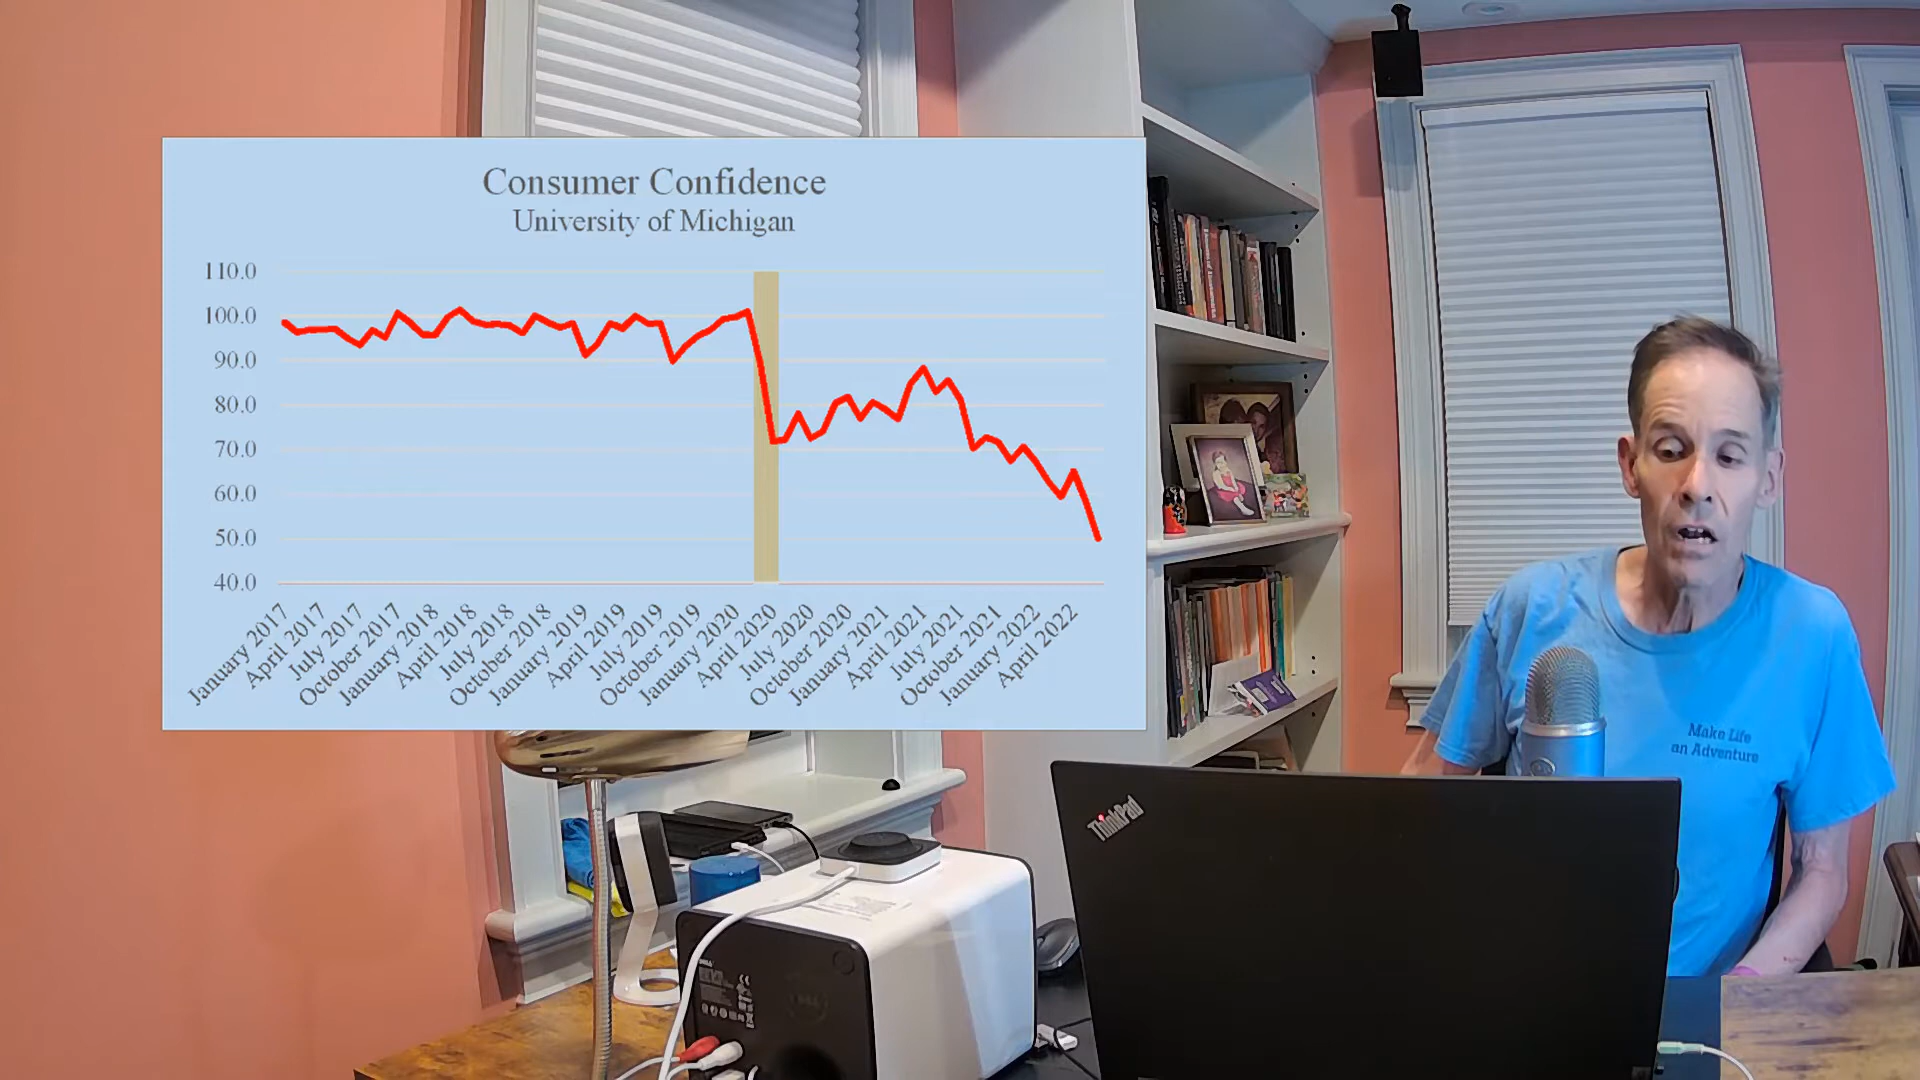 Consumer Confidence
University of Michigan
110.0
100.0
90.0
80.0
70.0
60.0
50.0
40.0
January 2017
April 2017
July 2017
October 2017
January 2018
April 2018
July 2018
October 2018
January 2019
April 2019
July 2019
October 2019
January 2020
April 2020
July 2020
October 2020
January 2021
April 2021
July 2021
October 2021
January 2022
April 2022
Make Life
an Adventure
ThinkPad
DELL